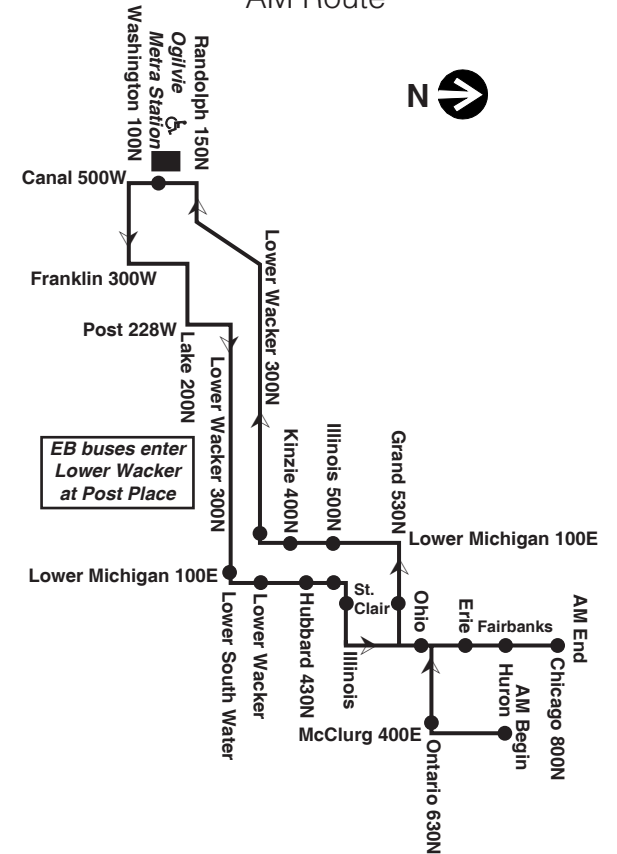 AM Route
Washington 100N
Ogilvie
Metra Station
Randolph 150N
N
Canal 500W
Franklin 300W
Post 228W
Lake 200N
Lower Wacker 300N
Lower Wacker 300N
EB buses enter
Lower Wacker
at Post Place
Kinzie 400N
Illinois 500N
Grand 530N
Lower Michigan 100E
Lower Michigan 100E
St.
Clair
Ohio
Erie
Fairbanks
AM End
Lower South Water
Lower Wacker
Hubbard 430N
Illinois
Huron
AM Begin
Chicago 800N
McClurg 400E
Ontario 630N